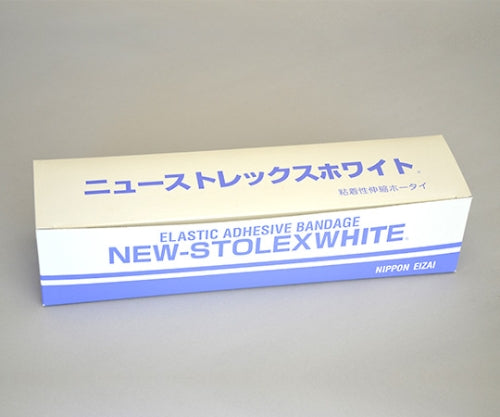 ニューストレックスホワイト
粘着性伸縮ホータイ
ELASTIC ADHESIVE BANDAGE
NEW-STOLEXWHITE
NIPPON EIZAI